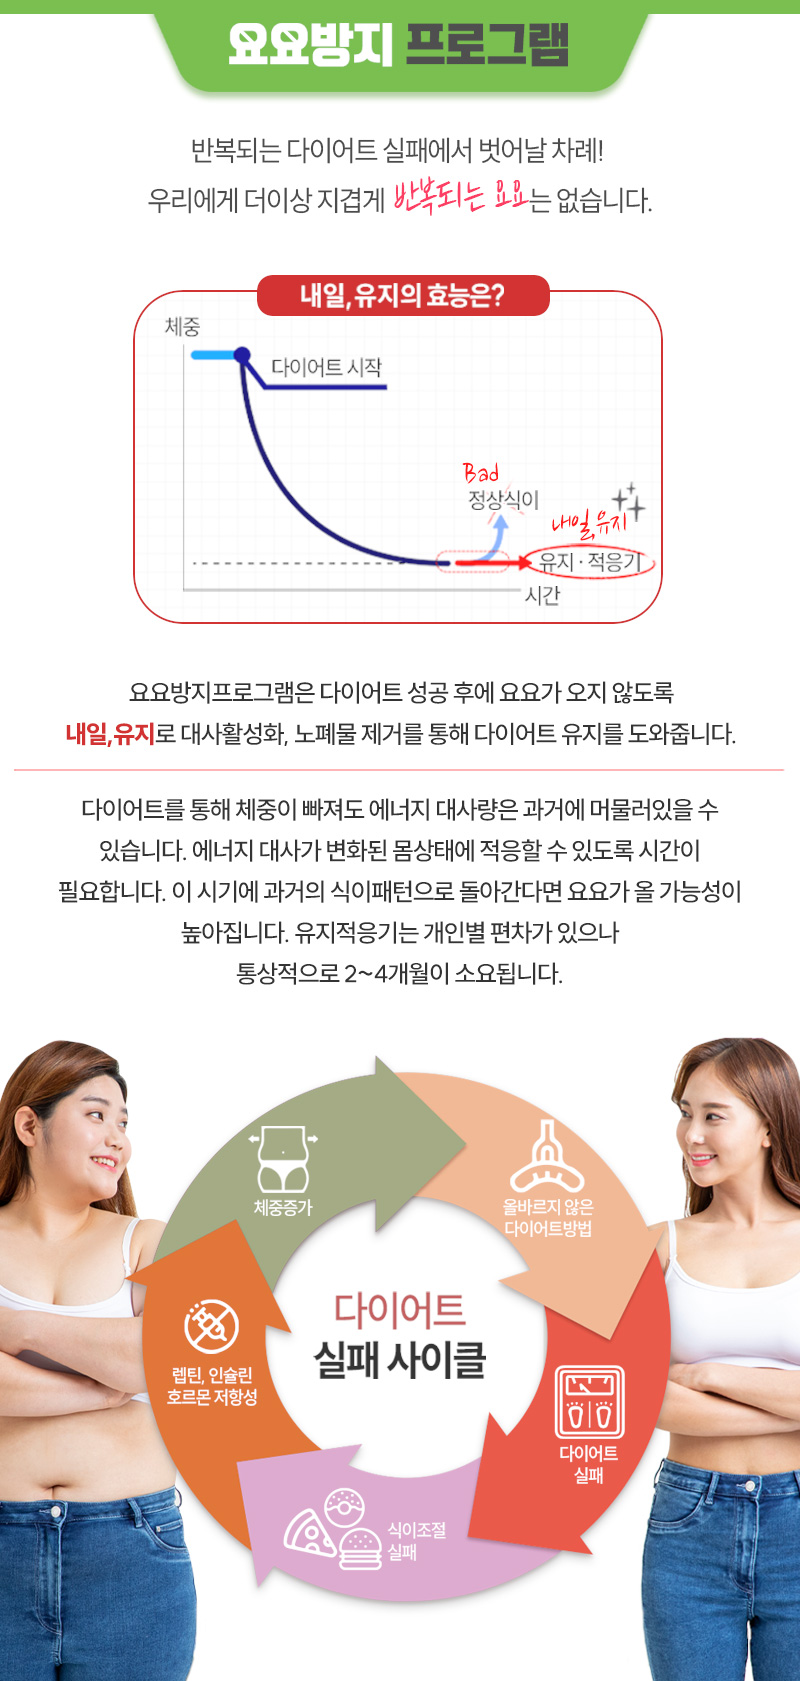 요요방지 프로그램
반복되는 다이어트 실패에서 벗어날 차례!
우리에게 더이상 지겹게 반복되는 요요는 없습니다.
내일,유지의 효능은?
체중
다이어트 시작
Bad
정상식이
내일,유지
유지·적응기
시간
요요방지프로그램은 다이어트 성공 후에 요요가 오지 않도록
내일,유지로 대사활성화, 노폐물 제거를 통해 다이어트 유지를 도와줍니다.
다이어트를 통해 체중이 빠져도 에너지 대사량은 과거에 머물러있을 수
있습니다. 에너지 대사가 변화된 몸상태에 적응할 수 있도록 시간이
필요합니다. 이 시기에 과거의 식이패턴으로 돌아간다면 요요가 올 가능성이
높아집니다. 유지적응기는 개인별 편차가 있으나
통상적으로 2~4개월이 소요됩니다.
체중증가
올바르지 않은
다이어트방법
다이어트
실패 사이클
렙틴, 인슐린
호르몬 저항성
다이어트
실패
식이조절
실패